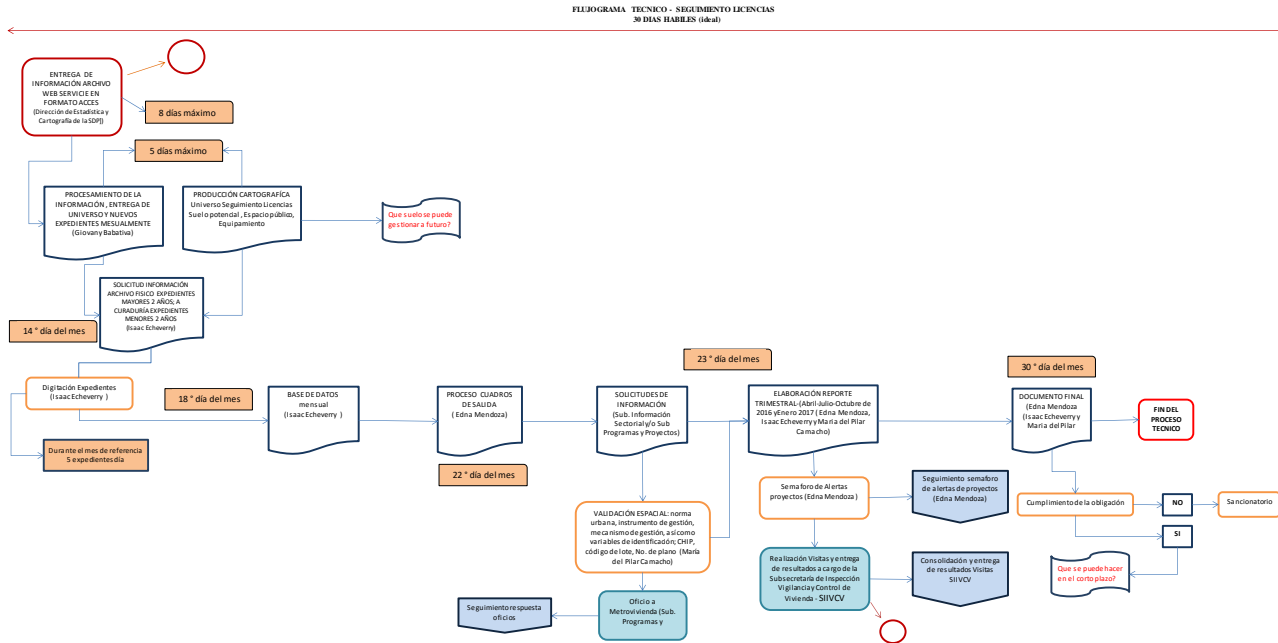 FLUJOGRAMA TECNICO - SEGUIMIENTO LICENCIAS
30 DIAS HABILES (ideal)
ENTREGA DE
INFORMACIÓN ARCHIVO
WEB SERVICIE EN
FORMATO ACCES
(Dirección de Estadística y
Cartografía de la SDP])
8 días máximo
5 días máximo
PROCESAMIENTO DE LA
INFORMACIÓN , ENTREGA DE
UNIVERSO Y NUEVOS
EXPEDIENTES MESUALMENTE
(Giovany Babativa)
PRODUCCIÓN CARTOGRAFÍCA
Universo Seguimiento Licencias
Suelo potencial , Espacio público,
Equipamiento
Que suelo se puede
gestionar a futuro?
SOLICITUD INFORMACIÓN
ARCHIVO FISICO EXPEDIENTES
MAYORES 2 AÑOS; A
CURADURÍA EXPEDIENTES
MENORES 2 AÑOS
(Isaac Echeverry)
14 ° día del mes
Digitación Expedientes
(Isaac Echeverry )
Durante el mes de referencia
5 expedientes día
18 ° día del mes
BASE DE DATOS
mensual
(Isaac Echeverry )
PROCESO CUADROS
DE SALIDA
( Edna Mendoza)
22 ° día del mes
SOLICITUDES DE
INFORMACIÓN
(Sub. Información
Sectorial y/o Sub
Programas y Proyectos)
23 ° día del mes
ELABORACIÓN REPORTE
TRIMESTRAL-(Abril-Julio-Octubre de
2016 yEnero 2017 ( Edna Mendoza,
Isaac Echeverry y Maria del Pilar
Camacho)
30 ° día del mes
DOCUMENTO FINAL
(Edna Mendoza
(Isaac Echeverry y
Maria del Pilar
FIN DEL
PROCESO
TECNICO
VALIDACIÓN ESPACIAL: norma
urbana, instrumento de gestión,
mecanismo de gestión, así como
variables de identificación; CHIP,
código de lote, No. de plano (María
del Pilar Camacho)
Semaforo de Alertas
proyectos (Edna Mendoza )
Seguimiento semaforo
de alertas de proyectos
(Edna Mendoza)
Cumplimiento de la obligación
NO
Sancionatorio
SI
Que se puede hacer
en el corto plazo?
Realización Visitas y entrega
de resultados a cargo de la
Subsecretaría de Inspección
Vigilancia y Control de
Vivienda - SIIVCV
Consolidación y entrega
de resultados Visitas
SIIVCV
Seguimiento respuesta
oficios
Oficio a
Metrovivienda (Sub.
Programas y